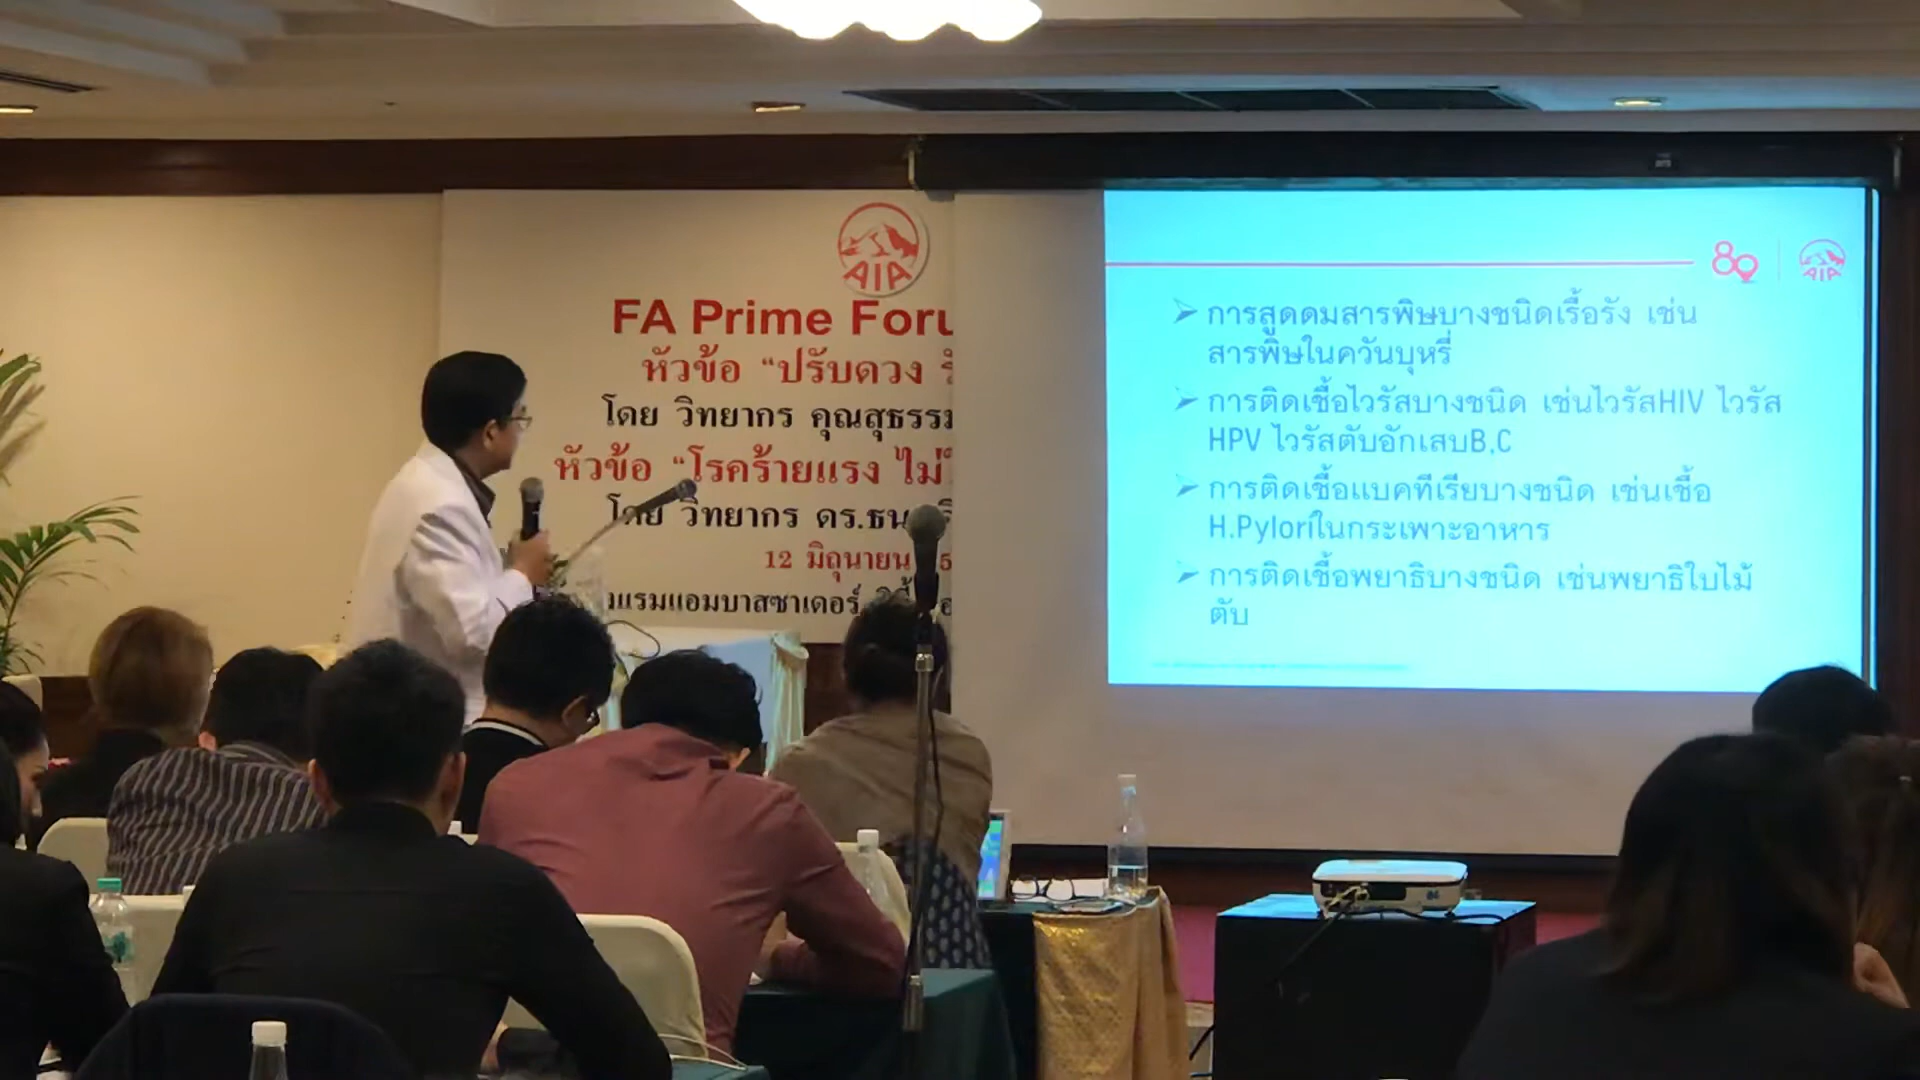 AIA
FA Prime
หัวข้อ "ปรับดวง
โดย วิทยากร คุณสุธรรม
หัวข้อ "โรคร้ายแรง
โดย วิทยากร ดร.ธน
12 มิถุนายน
80
AIA
➢ การสูดดมสารพิษบางชนิดเรื้อรัง เช่น
สารพิษในควันบุหรี่
➢ การติดเชื้อไวรัสบางชนิด เช่นไวรัสHIV ไวรัส
HPV ไวรัสตับอักเสบB,C
➢ การติดเชื้อแบคทีเรียบางชนิด เช่นเชื้อ
H.Pyloriในกระเพาะอาหาร
➢ การติดเชื้อพยาธิบางชนิด เช่นพยาธิใบไม้
ตับ